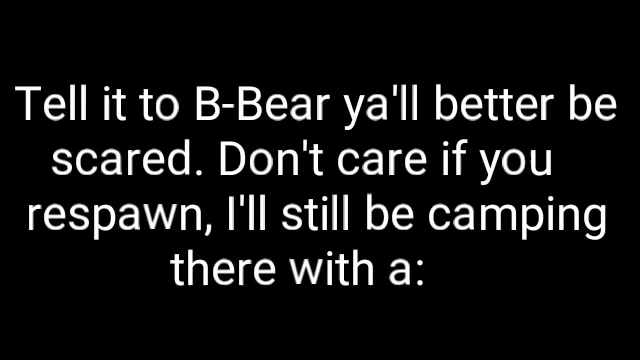 Tell it to B-Bear ya'll better be
scared. Don't care if you
respawn, I'll still be camping
there with a: